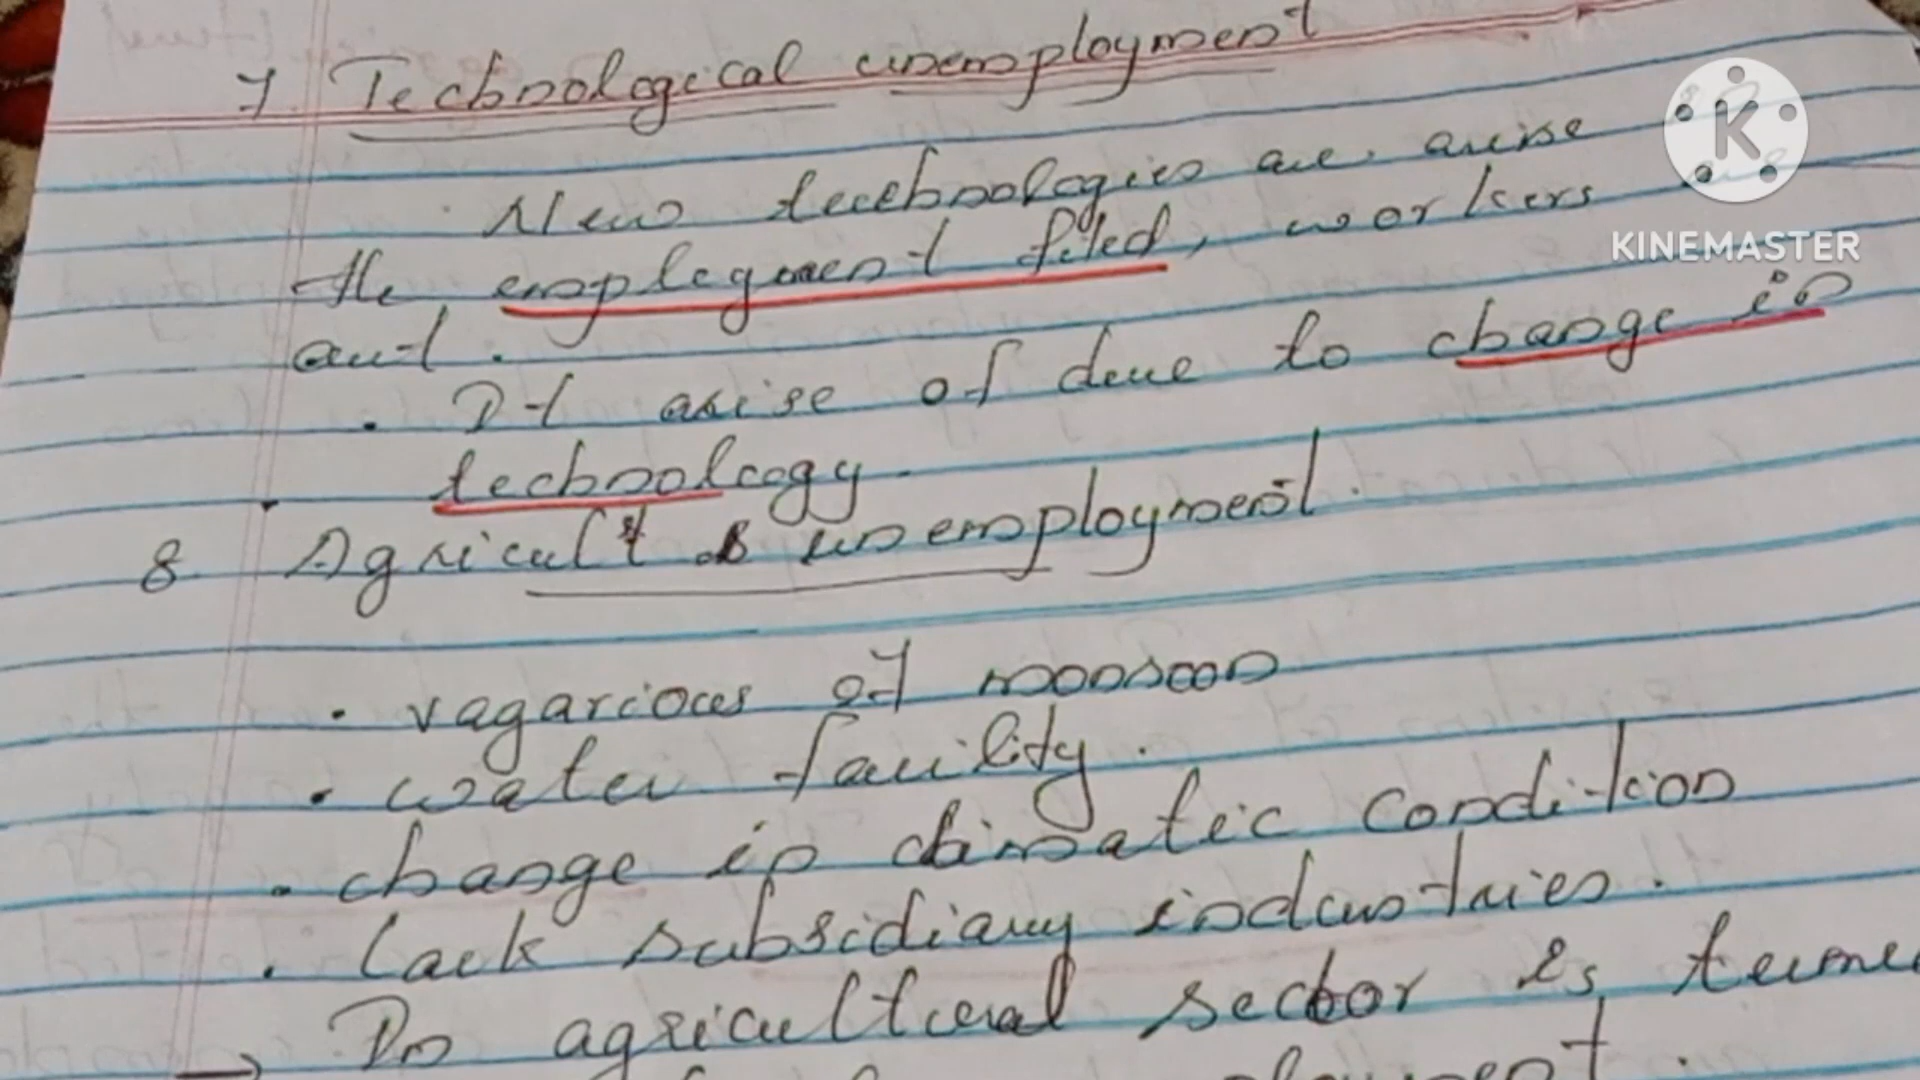 7. Technological unemployment
New technologies are arise
the employment filed, workers
out.
• It arise of due to change in
technology.
8 Agricult unemployment.
• vagarious of monsoon
• water facility.
• change in climatic condition
• lack subsidiary industries.
→ In agricultural sector is
K
KINEMASTER